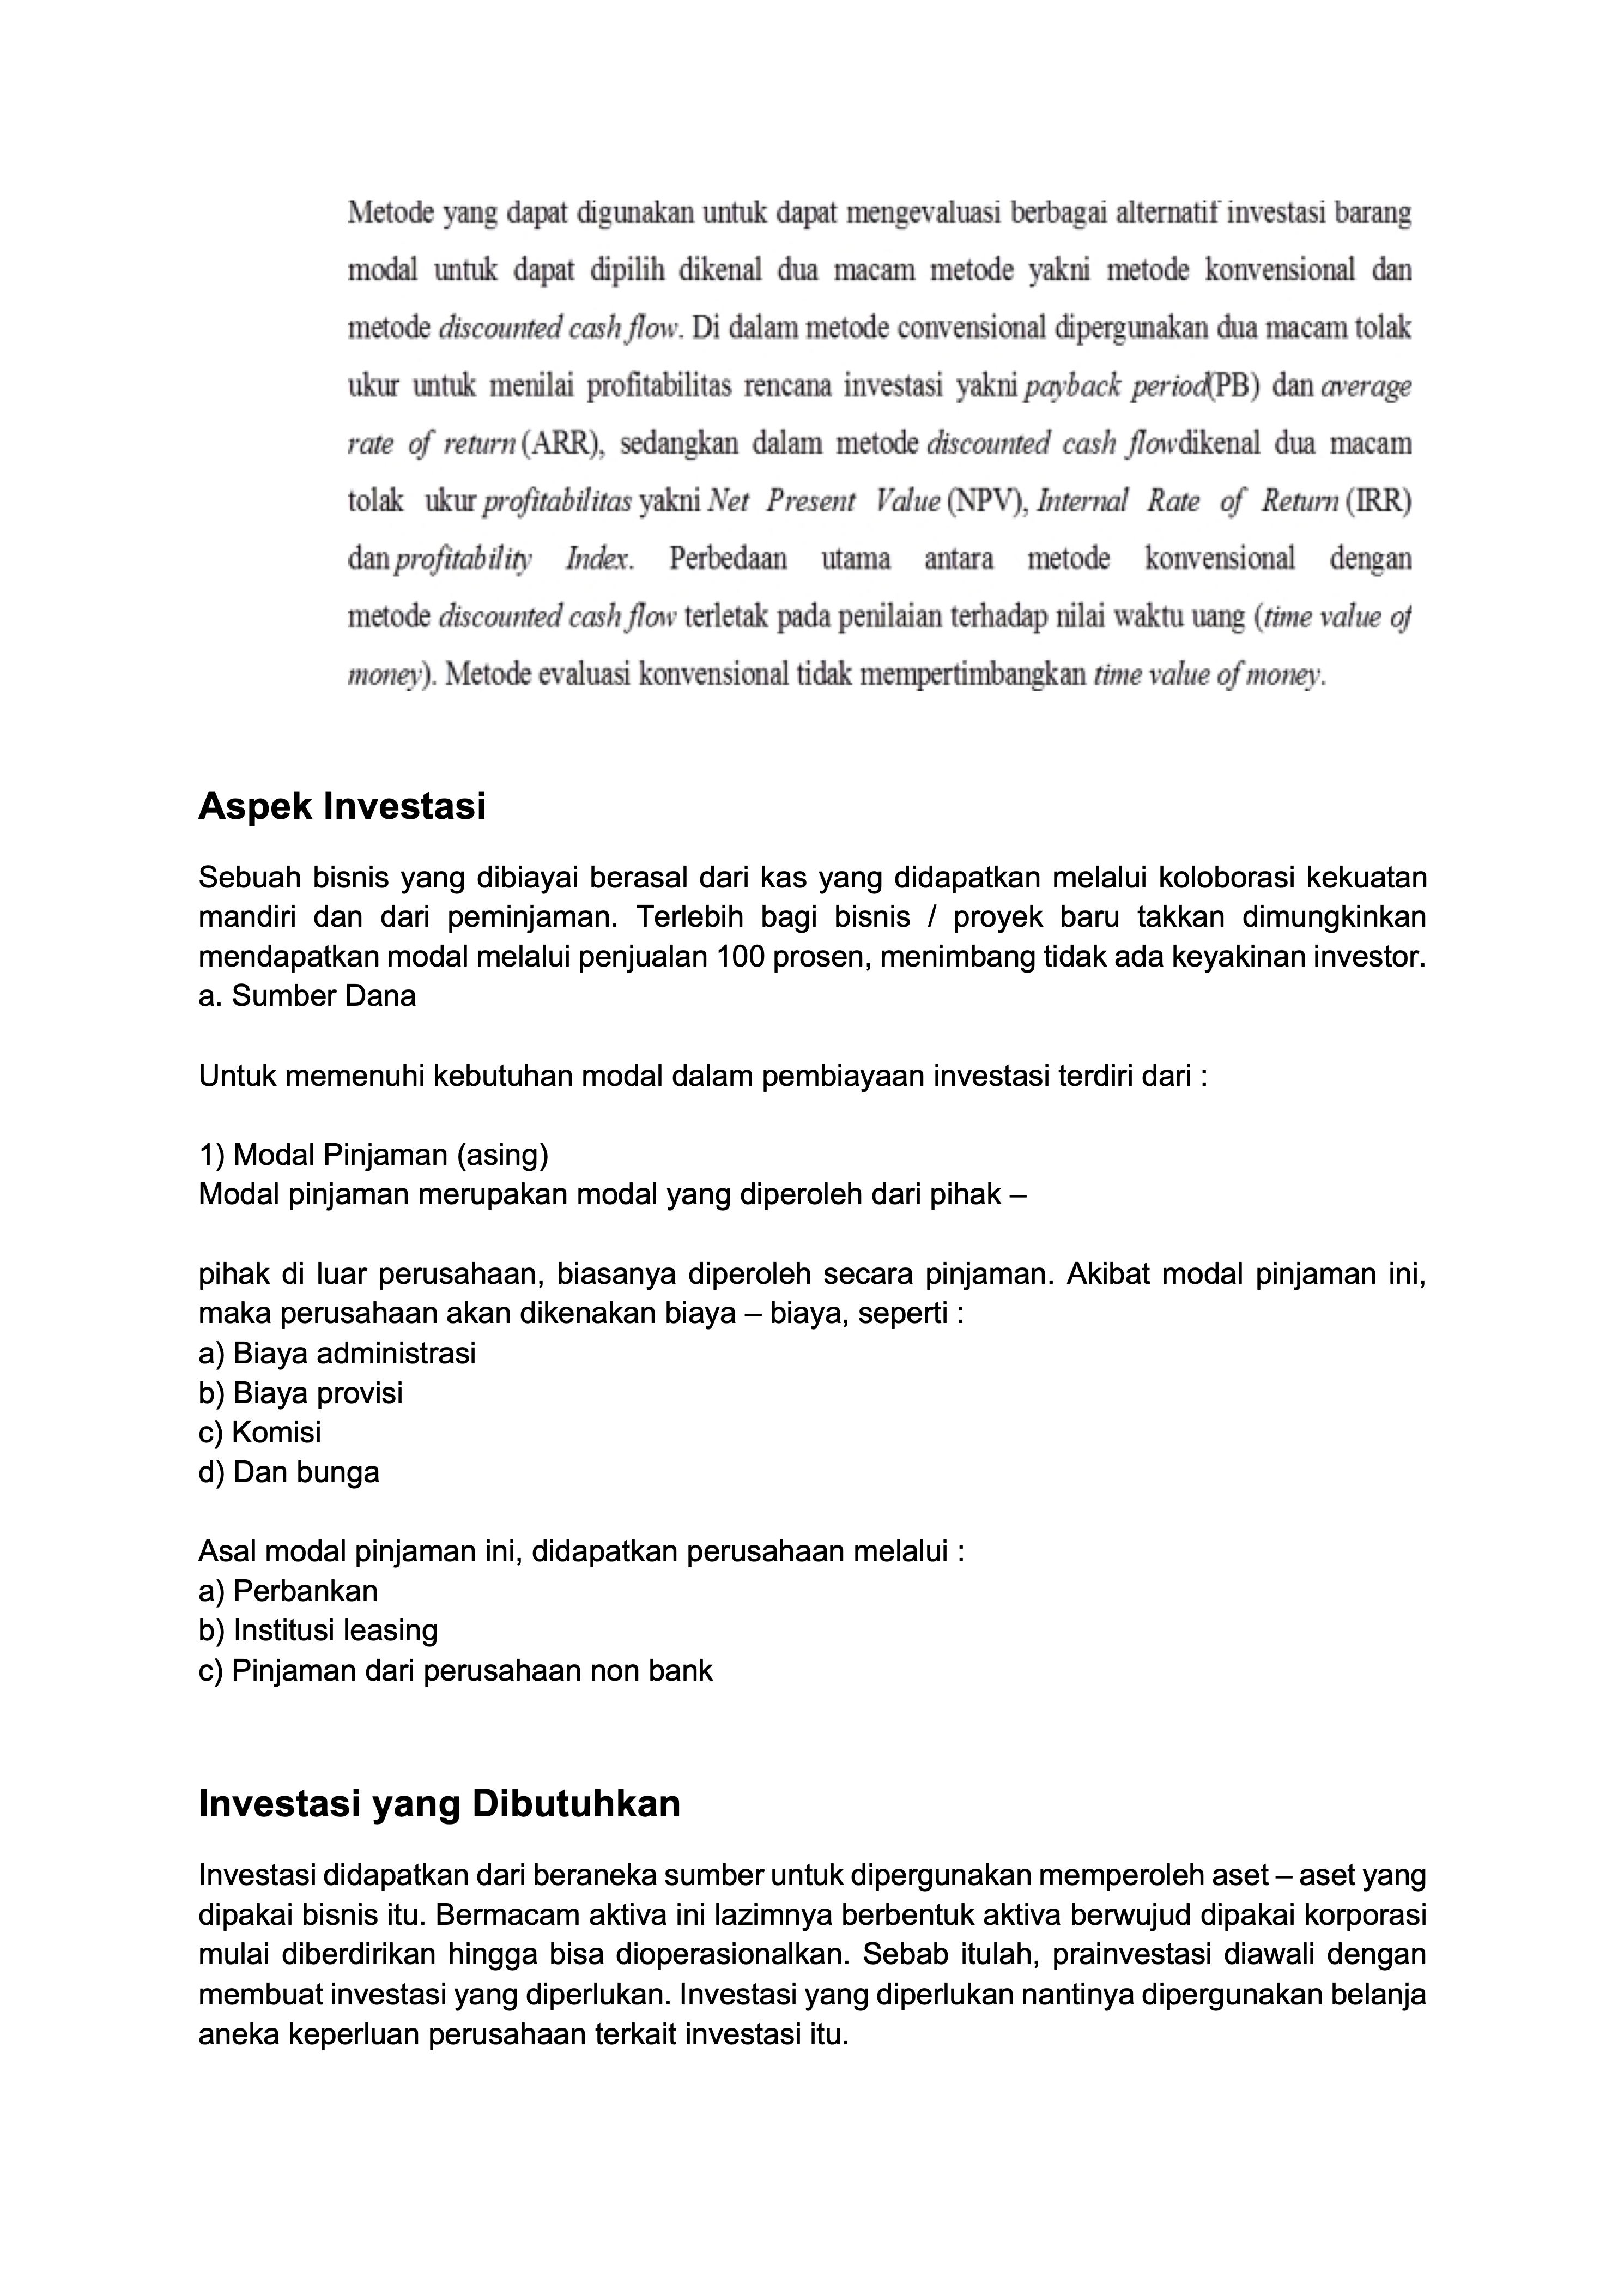 Metode yang dapat digunakan untuk dapat mengevaluasi berbagai alternatif investasi barang
modal untuk dapat dipilih dikenal dua macam metode yakni metode konvensional dan
metode discounted cash flow. Di dalam metode convensional dipergunakan dua macam tolak
ukur untuk menilai profitabilitas rencana investasi yakni payback period(PB) dan average
rate of return (ARR), sedangkan dalam metode discounted cash flowdikenal dua macam
tolak ukur profitabilitas yakni Net Present Value (NPV), Internal Rate of Return (IRR)
dan profitability Index. Perbedaan utama antara metode konvensional dengan
metode discounted cash flow terletak pada penilaian terhadap nilai waktu uang (time value of
money). Metode evaluasi konvensional tidak mempertimbangkan time value of money.
Aspek Investasi
Sebuah bisnis yang dibiayai berasal dari kas yang didapatkan melalui koloborasi kekuatan
mandiri dan dari peminjaman. Terlebih bagi bisnis / proyek baru takkan dimungkinkan
mendapatkan modal melalui penjualan 100 prosen, menimbang tidak ada keyakinan investor.
a. Sumber Dana
Untuk memenuhi kebutuhan modal dalam pembiayaan investasi terdiri dari :
1) Modal Pinjaman (asing)
Modal pinjaman merupakan modal yang diperoleh dari pihak –
pihak di luar perusahaan, biasanya diperoleh secara pinjaman. Akibat modal pinjaman ini,
maka perusahaan akan dikenakan biaya – biaya, seperti :
a) Biaya administrasi
b) Biaya provisi
c) Komisi
d) Dan bunga
Asal modal pinjaman ini, didapatkan perusahaan melalui :
a) Perbankan
b) Institusi leasing
c) Pinjaman dari perusahaan non bank
Investasi yang Dibutuhkan
Investasi didapatkan dari beraneka sumber untuk dipergunakan memperoleh aset – aset yang
dipakai bisnis itu. Bermacam aktiva ini lazimnya berbentuk aktiva berwujud dipakai korporasi
mulai diberdirikan hingga bisa dioperasionalkan. Sebab itulah, prainvestasi diawali dengan
membuat investasi yang diperlukan. Investasi yang diperlukan nantinya dipergunakan belanja
aneka keperluan perusahaan terkait investasi itu.